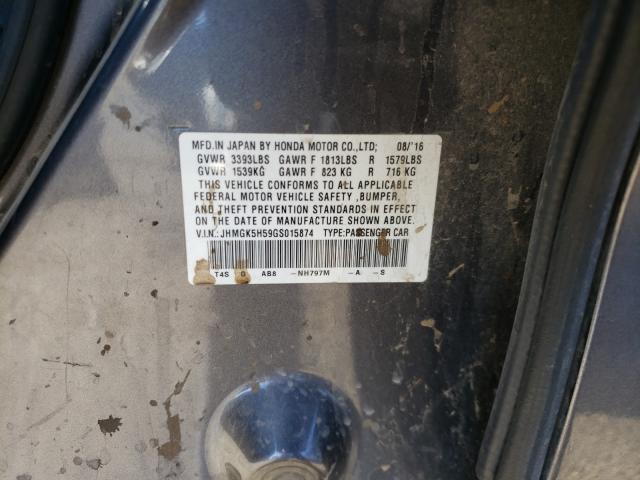 MFD.IN JAPAN BY HONDA MOTOR CO.,LTD; 08/'16
GVWR 3393LBS GAWR F 1813LBS R 1579LBS
GVWR 1539KG GAWR F 823 KG R 716 KG
THIS VEHICLE CONFORMS TO ALL APPLICABLE
FEDERAL MOTOR VEHICLE SAFETY ,BUMPER,
AND THEFT PREVENTION STANDARDS IN EFFECT
ON THE DATE OF MANUFACTURE SHOWN ABOVE.
V.I.N.: JHMGK5H59GS015874 TYPE:PASSENGER CAR
T4S 0 AB8 -NH797M -A -S